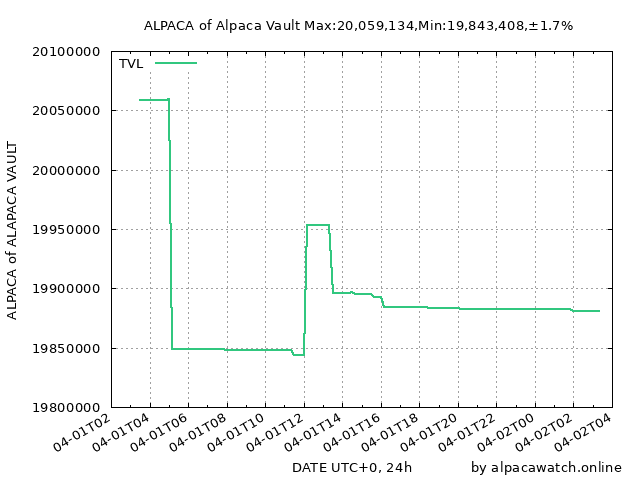 ALPACA of Alpaca Vault Max:20,059,134,Min:19,843,408,±1.7%
TVL
ALPACA of ALAPACA VAULT
20100000
20050000
20000000
19950000
19900000
19850000
19800000
04-01T02
04-01T04
04-01T06
04-01T08
04-01T10
04-01T12
04-01T14
04-01T16
04-01T18
04-01T20
04-01T22
04-02T00
04-02T02
04-02T04
DATE UTC+0, 24h
by alpacawatch.online